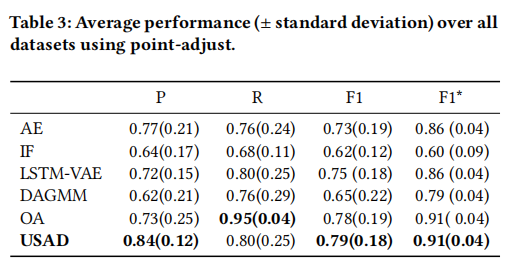 Table 3: Average performance (± standard deviation) over all
datasets using point-adjust.
P R F1 F1*
AE 0.77(0.21) 0.76(0.24) 0.73(0.19) 0.86 (0.04)
IF 0.64(0.17) 0.68(0.11) 0.62(0.12) 0.60 (0.09)
LSTM-VAE 0.72(0.15) 0.80(0.25) 0.75 (0.18) 0.86 (0.04)
DAGMM 0.62(0.21) 0.76(0.29) 0.65(0.22) 0.79 (0.04)
OA 0.73(0.25) 0.95(0.04) 0.78(0.19) 0.91( 0.04)
USAD 0.84(0.12) 0.80(0.25) 0.79(0.18) 0.91(0.04)